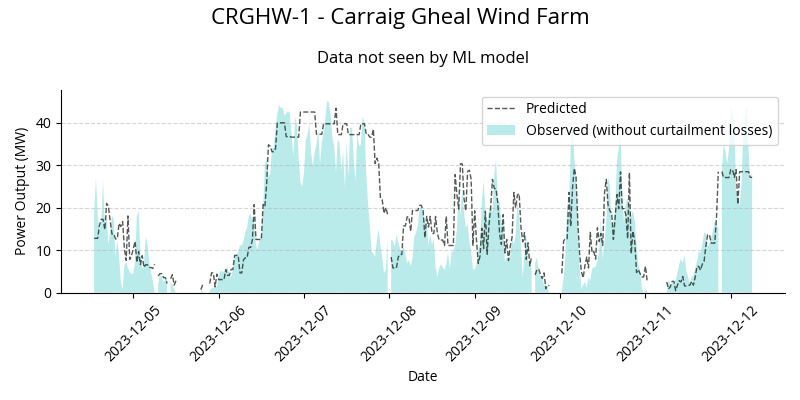 CRGHW-1 - Carraig Gheal Wind Farm
Data not seen by ML model
Predicted
Observed (without curtailment losses)
Power Output (MW)
40
30
20
10
0
2023-12-05
2023-12-06
2023-12-07
2023-12-08
2023-12-09
2023-12-10
2023-12-11
2023-12-12
Date